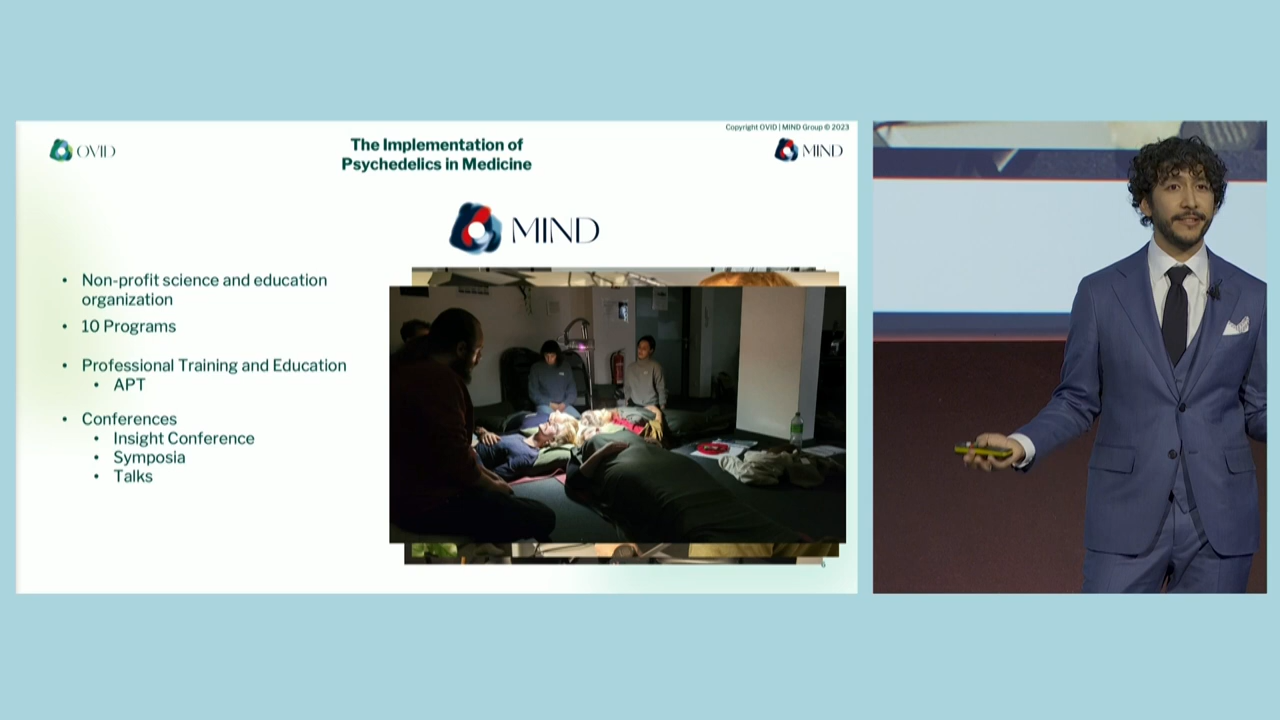 Copyright OVID | MIND Group © 2023
OVID
The Implementation of
Psychedelics in Medicine
MIND
MIND
• Non-profit science and education
organization
• 10 Programs
• Professional Training and Education
• APT
• Conferences
• Insight Conference
• Symposia
• Talks
6